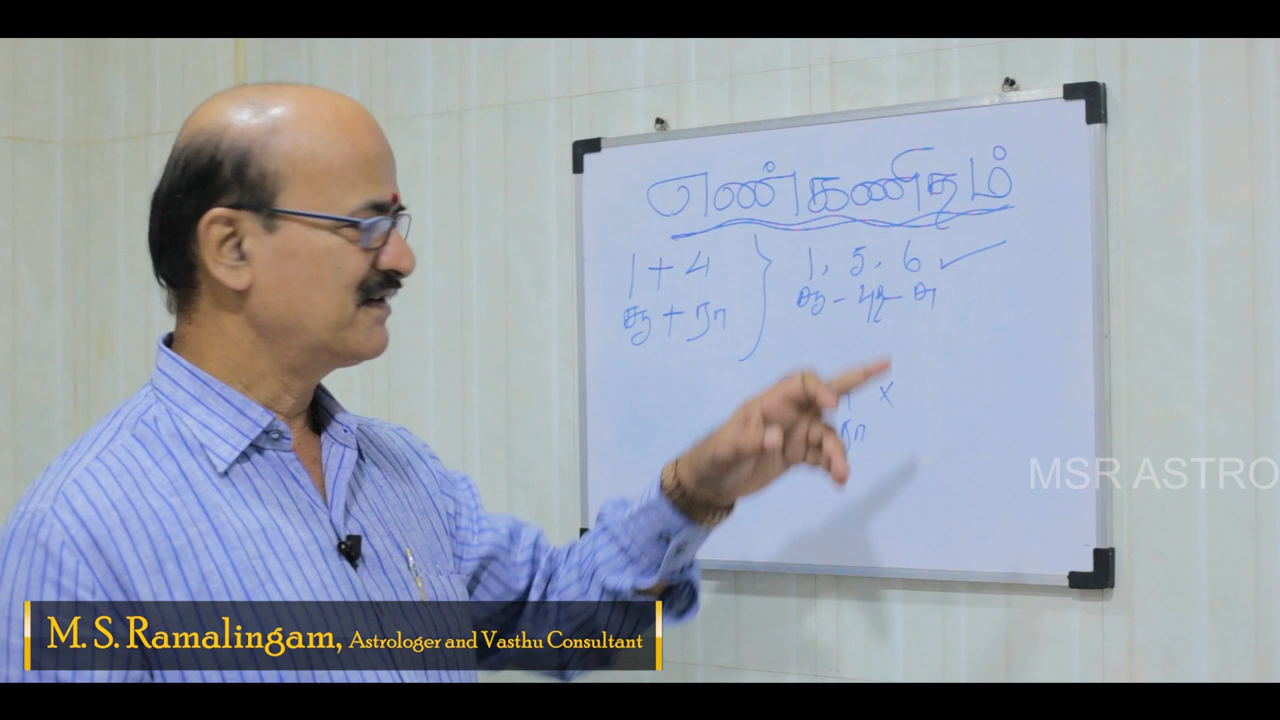 எண்கணிதம்
1 + 4
சூ + ரா
1, 5, 6 ✓
சூ - பு - சு
x
ரா
MSR ASTRO
M. S. Ramalingam, Astrologer and Vasthu Consultant